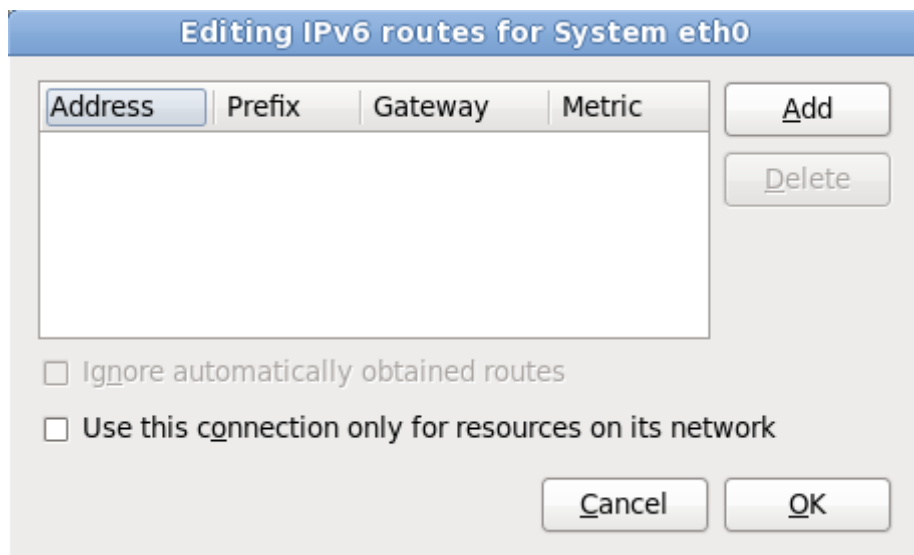 Editing IPv6 routes for System eth0
Address Prefix Gateway Metric
Add
Delete
Ignore automatically obtained routes
Use this connection only for resources on its network
Cancel OK